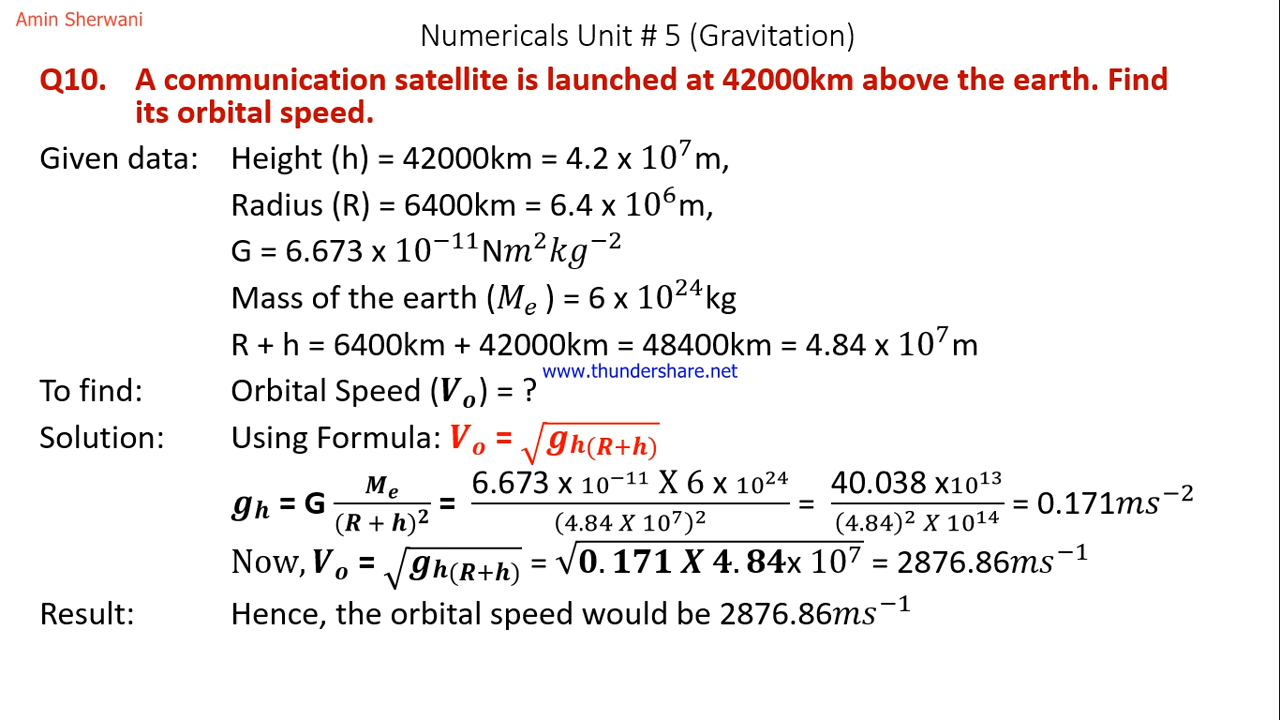 Amin Sherwani
Numericals Unit # 5 (Gravitation)
Q10. A communication satellite is launched at 42000km above the earth. Find
its orbital speed.
Given data: Height (h) = 42000km = 4.2 x 10⁷m,
Radius (R) = 6400km = 6.4 x 10⁶m,
G = 6.673 x 10⁻¹¹Nm²kg⁻²
Mass of the earth (Mₑ ) = 6 x 10²⁴kg
R + h = 6400km + 42000km = 48400km = 4.84 x 10⁷m
www.thundershare.net
To find: Orbital Speed (Vₒ) = ?
Solution: Using Formula: Vₒ = √gₕ₍R₊ₕ₎
gₕ = G Mₑ/(R + h)² = 6.673 x 10⁻¹¹ X 6 x 10²⁴/(4.84 X 10⁷)² = 40.038 x10¹³/(4.84)² X 10¹⁴ = 0.171ms⁻²
Now, Vₒ = √gₕ₍R₊ₕ₎ = √0.171 X 4.84x 10⁷ = 2876.86ms⁻¹
Result: Hence, the orbital speed would be 2876.86ms⁻¹